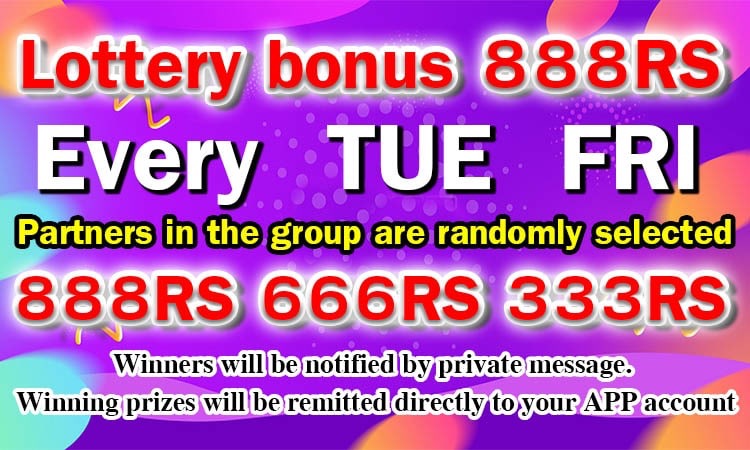 Lottery bonus 888RS
Every TUE FRI
Partners in the group are randomly selected
888RS 666RS 333RS
Winners will be notified by private message.
Winning prizes will be remitted directly to your APP account